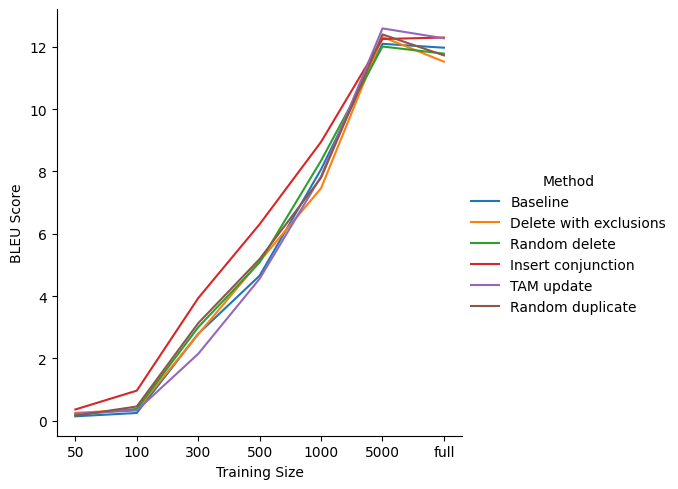 12
10
8
6
4
2
0
BLEU Score
50 100 300 500 1000 5000 full
Training Size
Method
Baseline
Delete with exclusions
Random delete
Insert conjunction
TAM update
Random duplicate